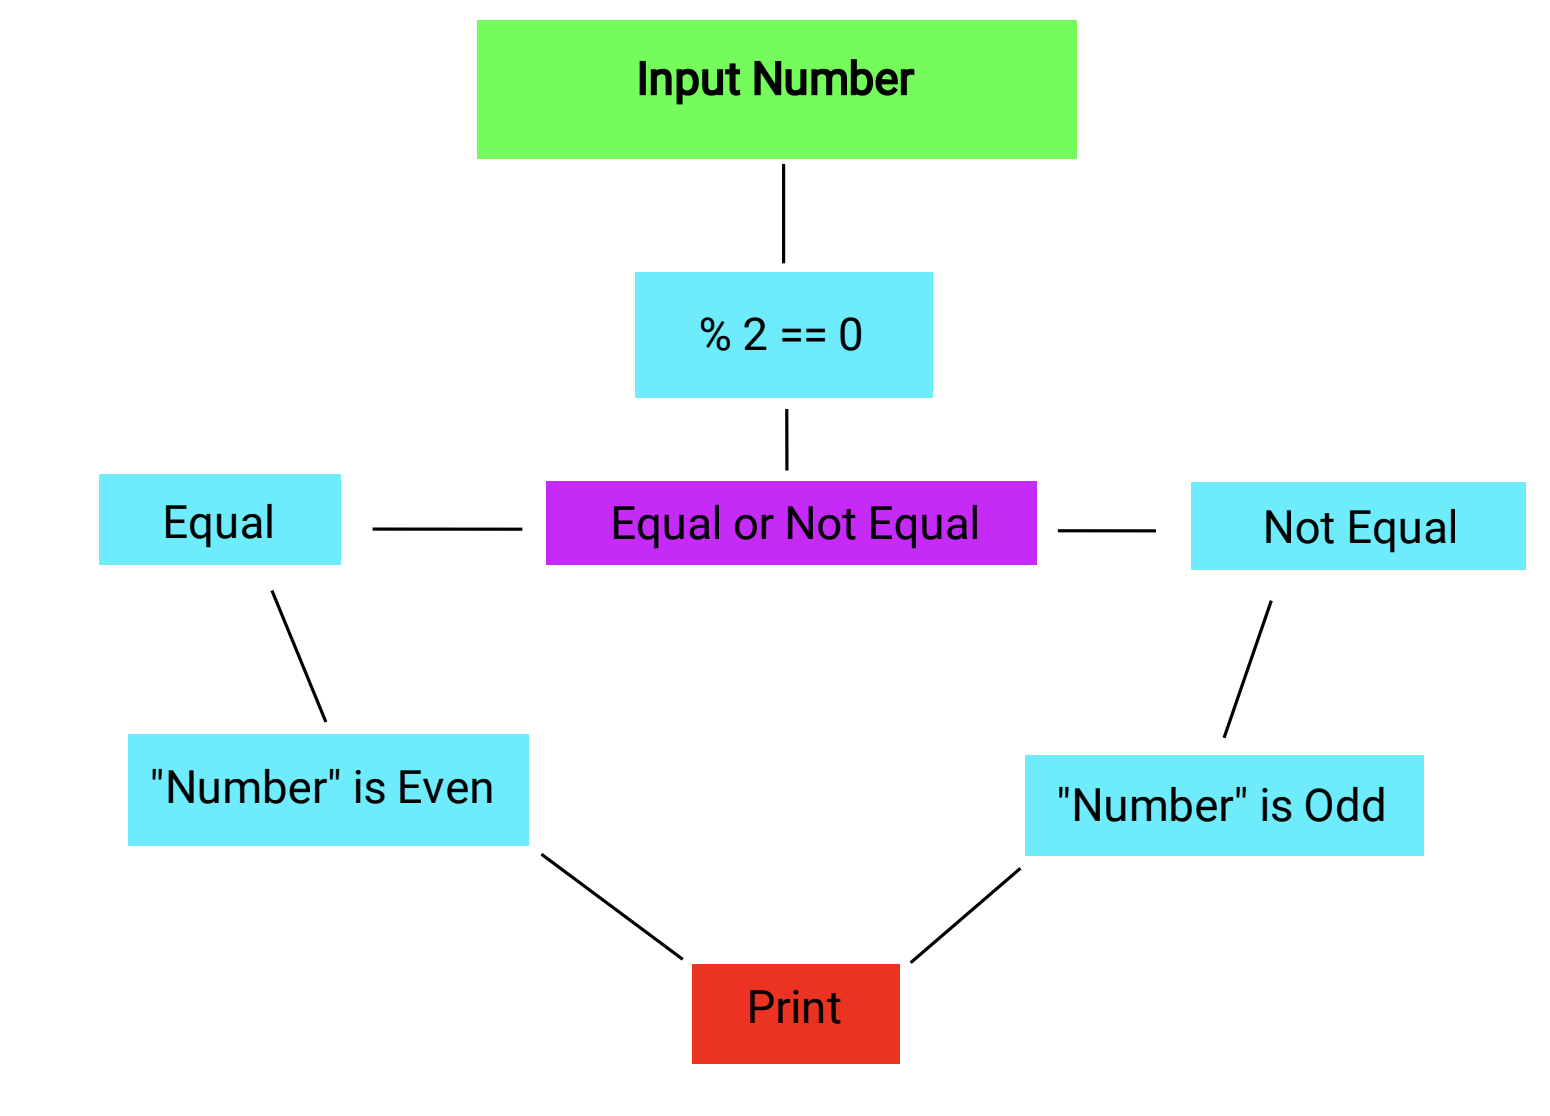 Input Number
% 2 == 0
Equal
Equal or Not Equal
Not Equal
"Number" is Even
"Number" is Odd
Print